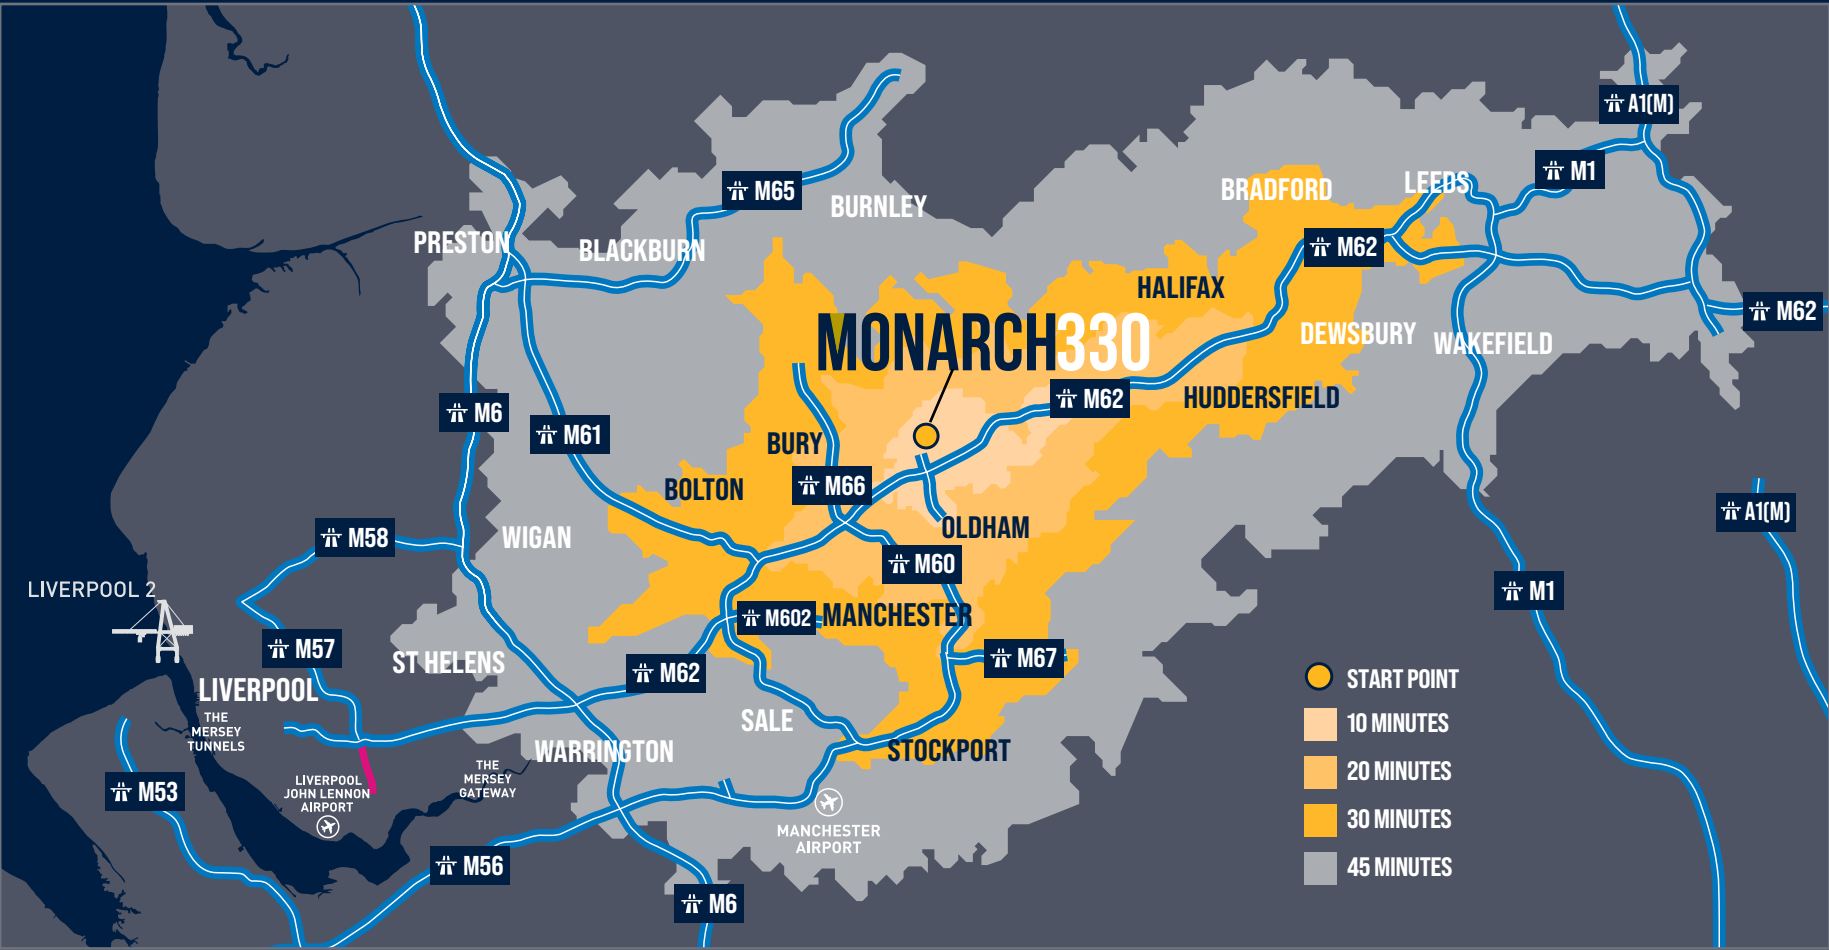 A1(M)
M1
M65
BRADFORD
LEEDS
BURNLEY
PRESTON
BLACKBURN
M62
HALIFAX
M62
MONARCH330
DEWSBURY
WAKEFIELD
M62
HUDDERSFIELD
M6
M61
BURY
BOLTON
M66
A1(M)
OLDHAM
M58
WIGAN
M60
LIVERPOOL 2
M1
M602
MANCHESTER
M57
ST HELENS
M62
M67
LIVERPOOL
START POINT
THE
MERSEY
TUNNELS
SALE
10 MINUTES
WARRINGTON
STOCKPORT
20 MINUTES
THE
MERSEY
GATEWAY
LIVERPOOL
JOHN LENNON
AIRPORT
M53
30 MINUTES
MANCHESTER
AIRPORT
M56
45 MINUTES
M6